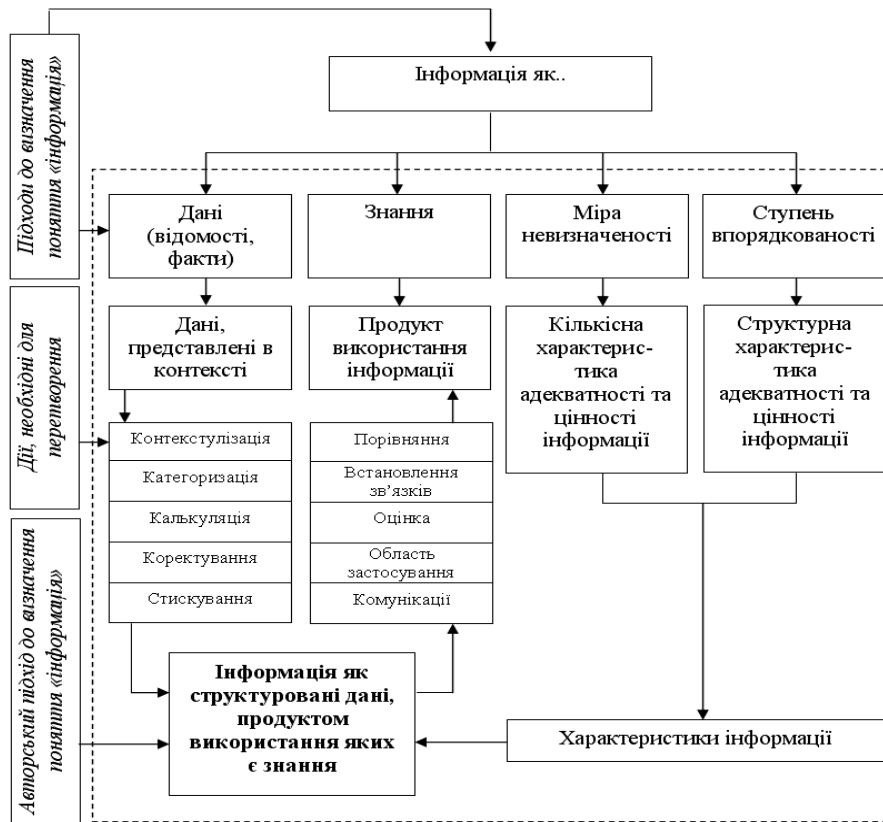 Підходи до визначення
поняття «інформація»
Інформація як..
Дані
(відомості,
факти)
Знання
Міра
невизначеності
Ступень
впорядкованості
Дії, необхідні для
перетворення
Дані,
представлені в
контексті
Продукт
використання
інформації
Кількісна
характерис-
тика
адекватності та
цінності
інформації
Структурна
характерис-
тика
адекватності та
цінності
інформації
Контекстулізація
Категоризація
Калькуляція
Коректування
Стискування
Порівняння
Встановлення
зв’язків
Оцінка
Область
застосування
Комунікації
Авторський підхід до визначення
поняття «інформація»
Інформація як
структуровані дані,
продуктом
використання яких
є знання
Характеристики інформації